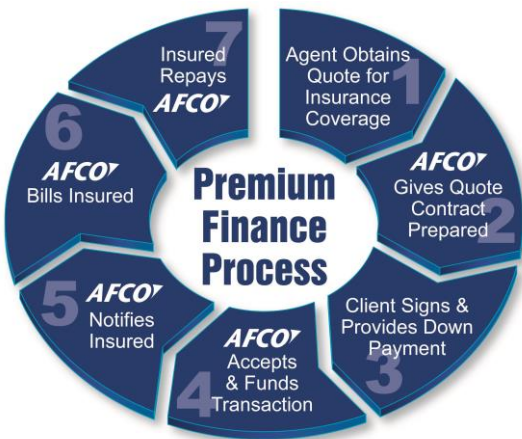 Premium
Finance
Process
1
Agent Obtains
Quote for
Insurance
Coverage
2
AFCO
Gives Quote
Contract
Prepared
3
Client Signs &
Provides Down
Payment
4
AFCO
Accepts
& Funds
Transaction
5
AFCO
Notifies
Insured
6
AFCO
Bills Insured
7
Insured
Repays
AFCO